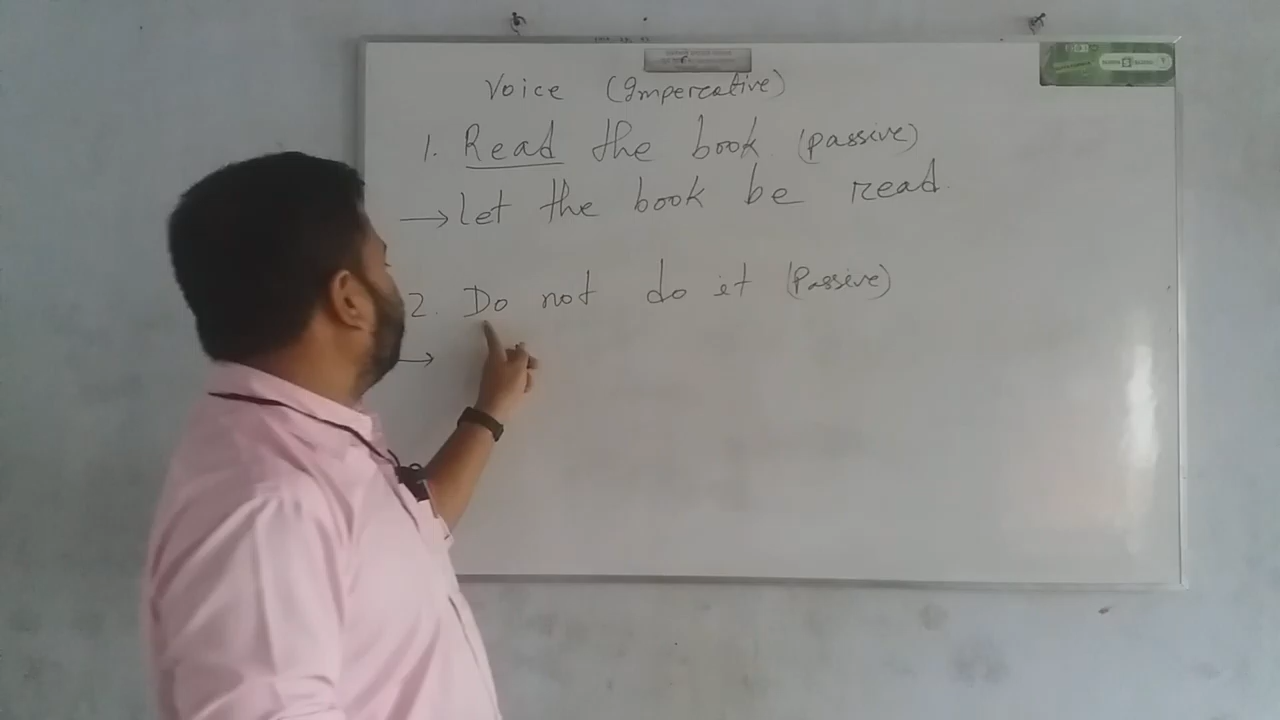 Voice (Imperative)
1. Read the book. (passive)
→ Let the book be read.
2. Do not do it (Passive)
→